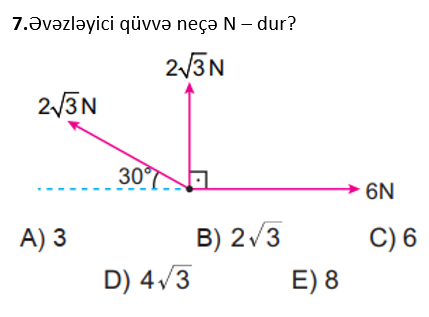 7.Əvəzləyici qüvvə neçə N – dur?
2√3N
2√3N
30°
6N
A) 3 B) 2√3 C) 6
D) 4√3 E) 8